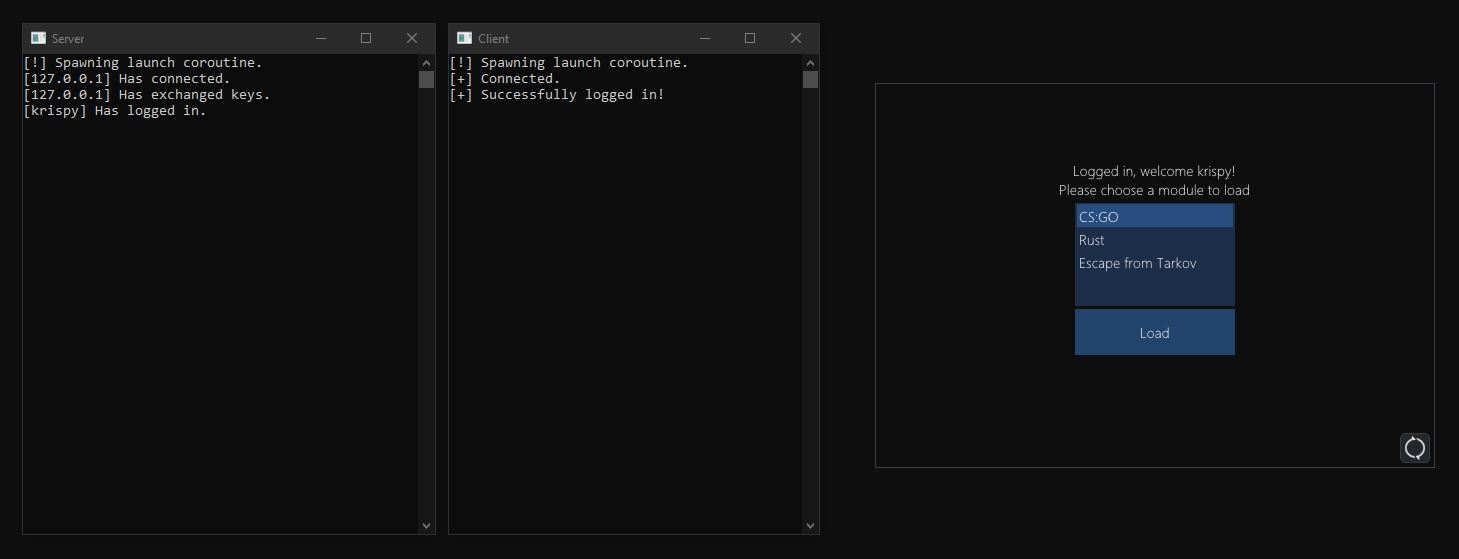 Server
[!] Spawning launch coroutine.
[127.0.0.1] Has connected.
[127.0.0.1] Has exchanged keys.
[krispy] Has logged in.
Client
[!] Spawning launch coroutine.
[+] Connected.
[+] Successfully logged in!
Logged in, welcome krispy!
Please choose a module to load
CS:GO
Rust
Escape from Tarkov
Load